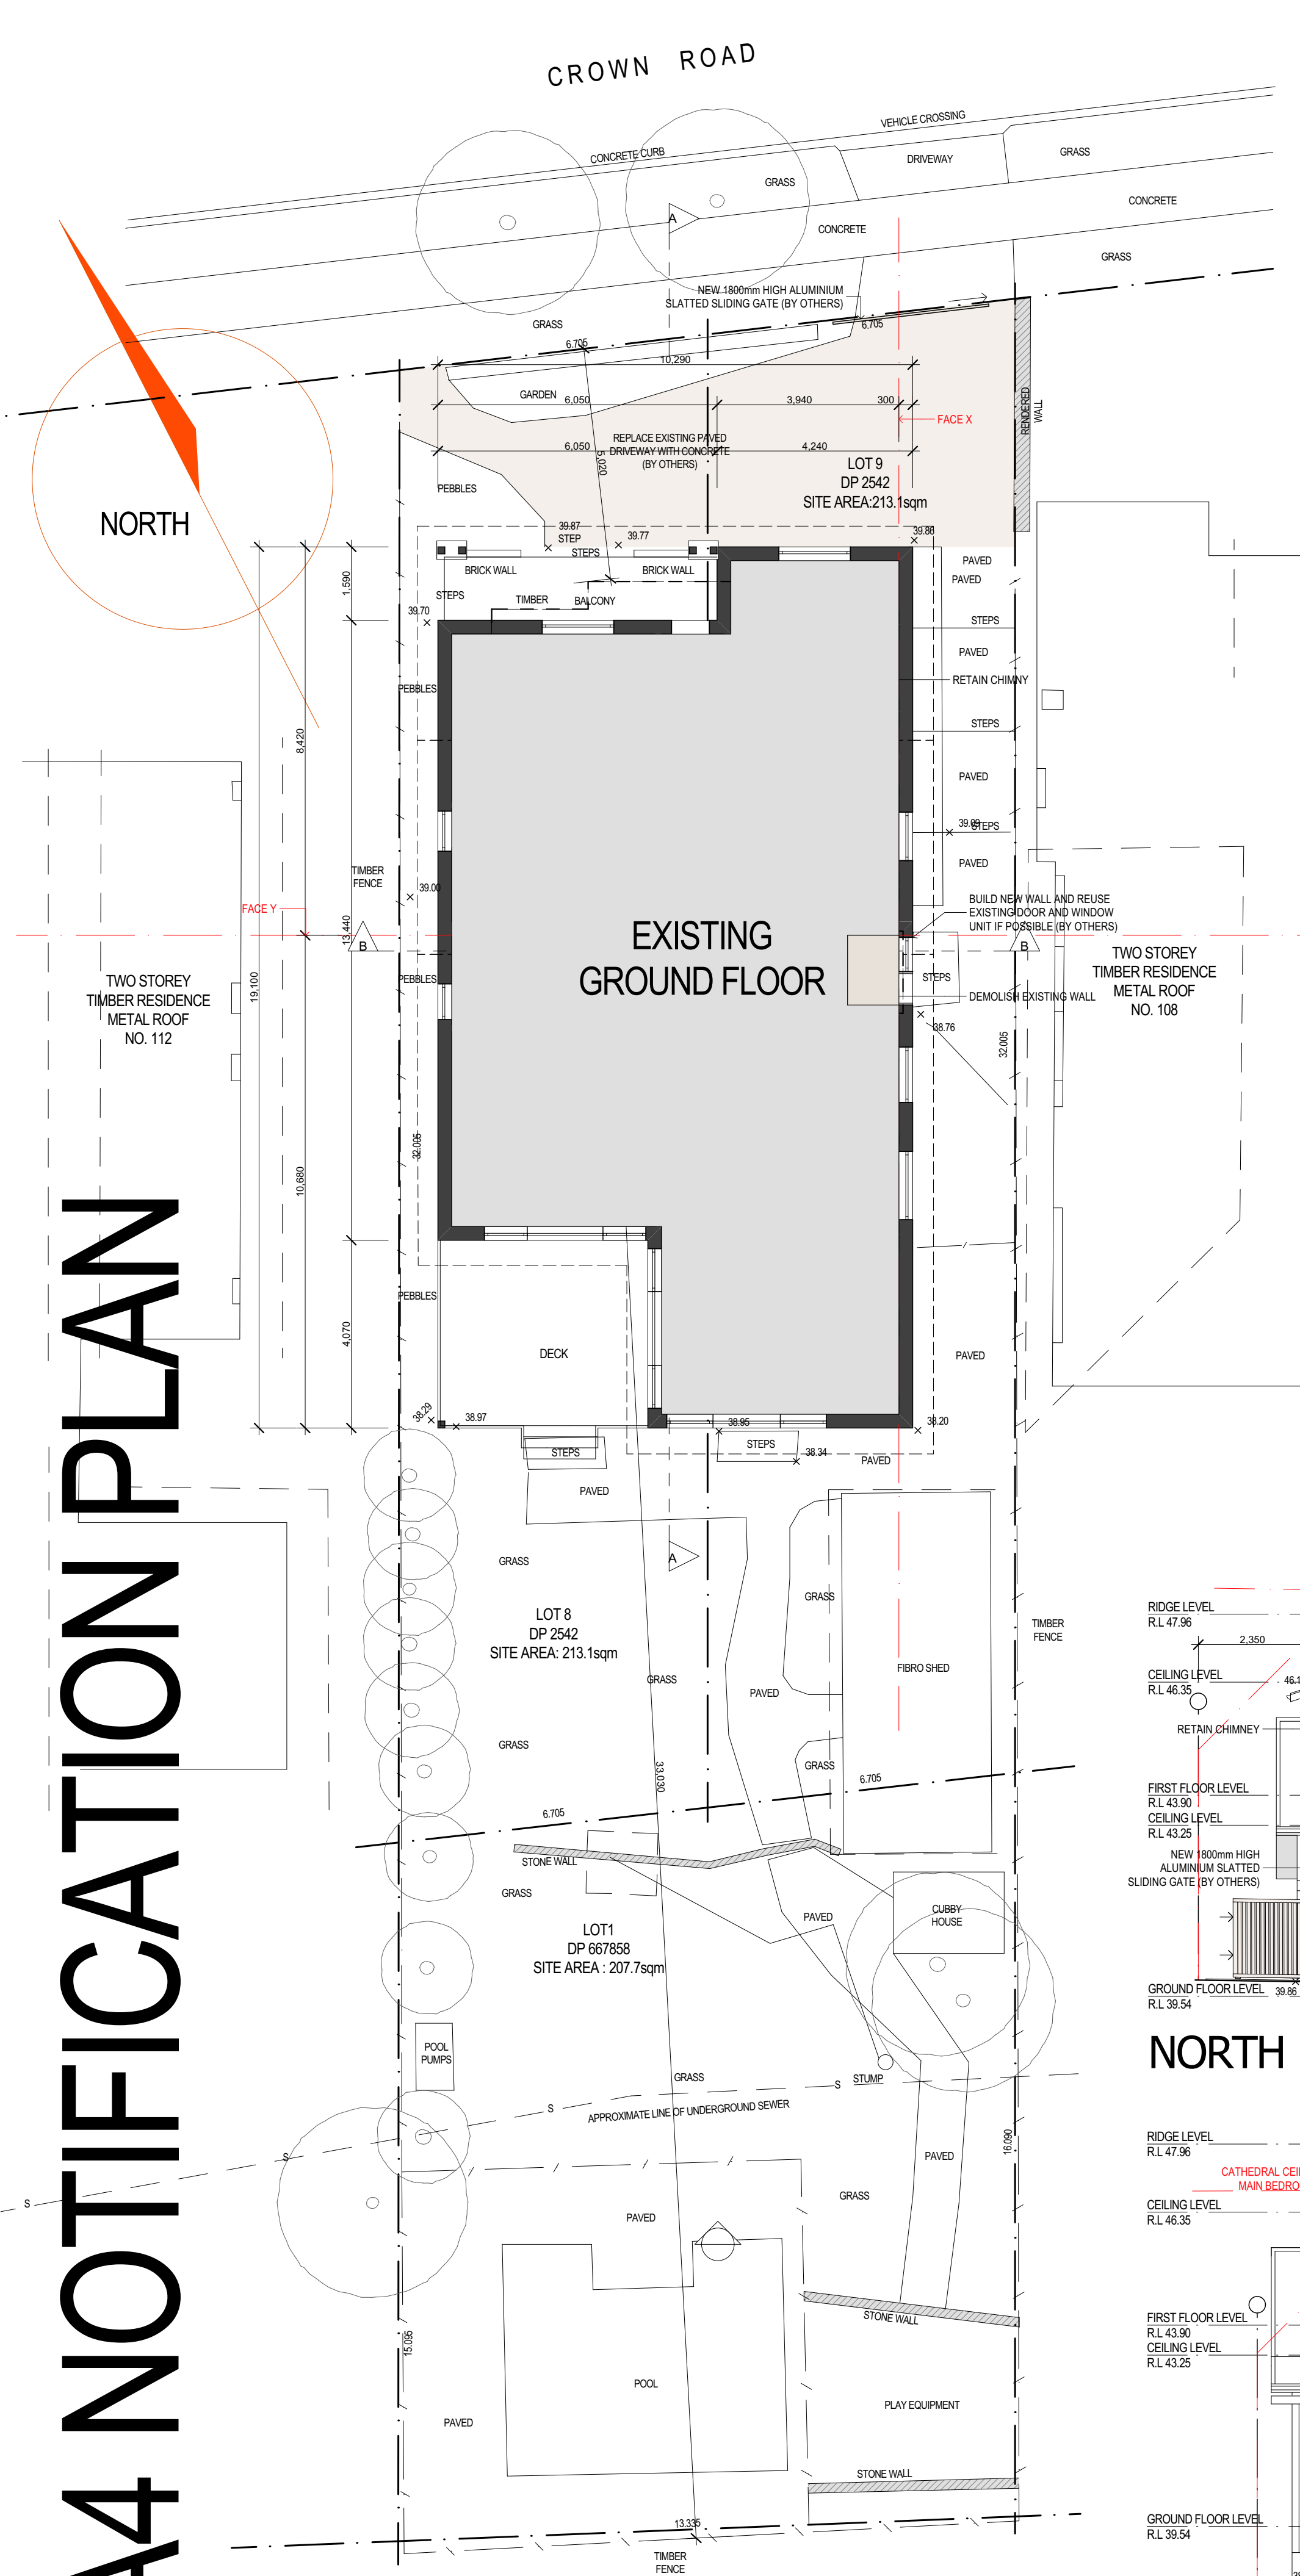 CROWN ROAD
VEHICLE CROSSING
CONCRETE CURB
DRIVEWAY
GRASS
GRASS
CONCRETE
A
CONCRETE
GRASS
NEW 1800mm HIGH ALUMINIUM
SLATTED SLIDING GATE (BY OTHERS)
GRASS
6.705
6.705
10,290
GARDEN
6,050
3,940
300
FACE X
RENDERED
WALL
REPLACE EXISTING PAVED
DRIVEWAY WITH CONCRETE
(BY OTHERS)
6,050
4,240
5,020
LOT 9
DP 2542
SITE AREA:213.1sqm
PEBBLES
NORTH
39.87
STEP
39.77
STEPS
39.86
BRICK WALL
BRICK WALL
PAVED
PAVED
1,590
STEPS
TIMBER
BALCONY
39.70
STEPS
PAVED
RETAIN CHIMNY
PEBBLES
STEPS
8,420
PAVED
39.09
STEPS
PAVED
TIMBER
FENCE
39.00
BUILD NEW WALL AND REUSE
EXISTING DOOR AND WINDOW
UNIT IF POSSIBLE (BY OTHERS)
FACE Y
13,440
B
EXISTING
GROUND FLOOR
B
TWO STOREY
TIMBER RESIDENCE
METAL ROOF
NO. 108
TWO STOREY
TIMBER RESIDENCE
METAL ROOF
NO. 112
19,100
PEBBLES
STEPS
DEMOLISH EXISTING WALL
38.76
32.005
32.005
10,680
PEBBLES
4,070
DECK
PAVED
38.29
38.97
38.95
38.20
STEPS
STEPS
38.34
PAVED
PAVED
A
GRASS
GRASS
LOT 8
DP 2542
SITE AREA: 213.1sqm
TIMBER
FENCE
GRASS
PAVED
FIBRO SHED
GRASS
33,030
GRASS
6.705
6.705
STONE WALL
GRASS
PAVED
CUBBY
HOUSE
LOT1
DP 667858
SITE AREA : 207.7sqm
POOL
PUMPS
GRASS
STUMP
S
S
S
S
APPROXIMATE LINE OF UNDERGROUND SEWER
16.090
PAVED
GRASS
PAVED
STONE WALL
15.095
POOL
PLAY EQUIPMENT
PAVED
STONE WALL
13.335
TIMBER
FENCE
A4 NOTIFICATION PLAN
RIDGE LEVEL
R.L 47.96
2,350
CEILING LEVEL
R.L 46.35
RETAIN CHIMNEY
FIRST FLOOR LEVEL
R.L 43.90
CEILING LEVEL
R.L 43.25
NEW 1800mm HIGH
ALUMINIUM SLATTED
SLIDING GATE (BY OTHERS)
GROUND FLOOR LEVEL
39.86
R.L 39.54
NORTH
RIDGE LEVEL
R.L 47.96
CATHEDRAL
MAIN
CEILING LEVEL
R.L 46.35
FIRST FLOOR LEVEL
R.L 43.90
CEILING LEVEL
R.L 43.25
GROUND FLOOR LEVEL
R.L 39.54